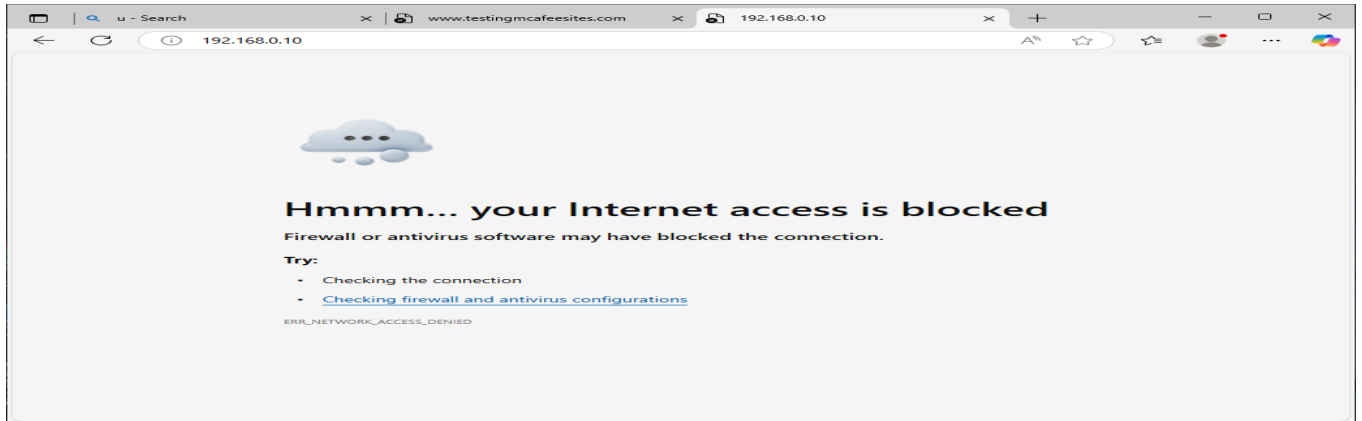 u - Search
www.testingmcafeesites.com
192.168.0.10
192.168.0.10
Hmmm... your Internet access is blocked
Firewall or antivirus software may have blocked the connection.
Try:
• Checking the connection
• Checking firewall and antivirus configurations
ERR_NETWORK_ACCESS_DENIED